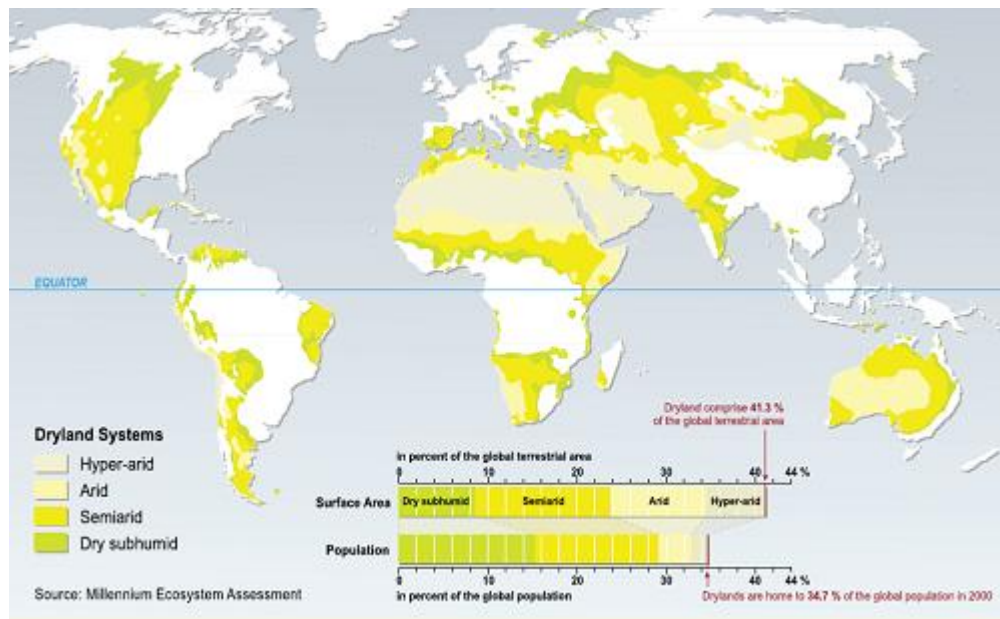 EQUATOR
Dryland comprise 41.3 %
of the global terrestrial area
Dryland Systems
Hyper-arid
Arid
Semiarid
Dry subhumid
in percent of the global terrestrial area
0 10 20 30 40 44 %
Surface Area Dry subhumid Semiarid Arid Hyper-arid
Population
0 10 20 30 40 44 %
in percent of the global population
Drylands are home to 34.7 % of the global population in 2000
Source: Millennium Ecosystem Assessment